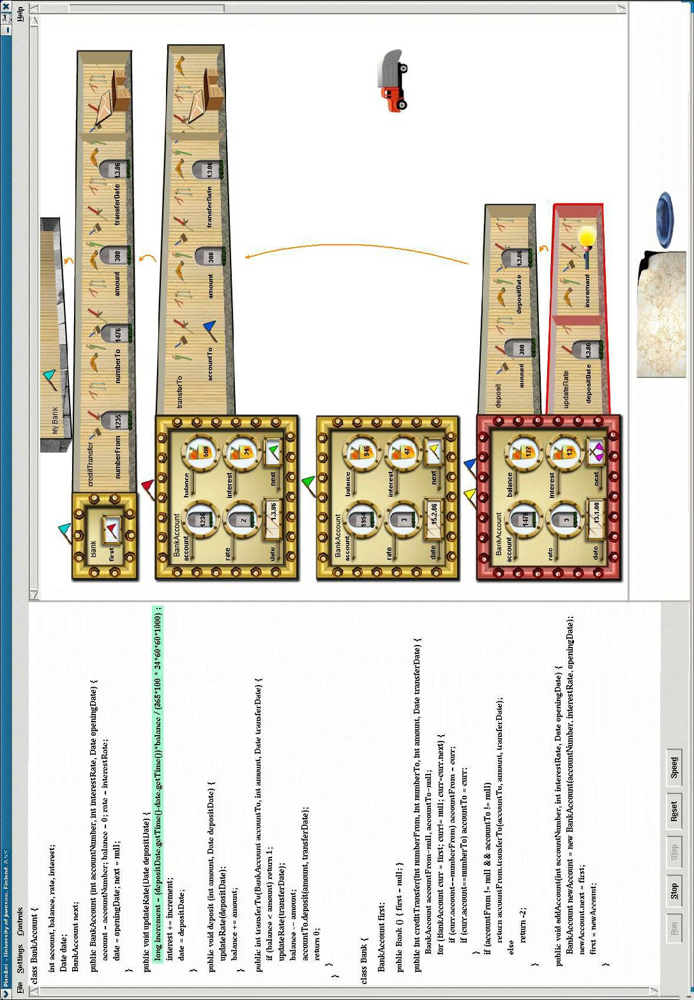 PlanAni - University of Joensuu, Finland.
File Settings Controls Help
class BankAccount {
int account, balance, rate, interest;
Date date;
BankAccount next;
public BankAccount (int accountNumber, int interestRate, Date openingDate) {
account = accountNumber; balance = 0; rate = interestRate;
date = openingDate; next = null;
}
public void updateRate(Date depositDate) {
long increment = (depositDate.getTime()-date.getTime())*balance / (365*100 * 24*60*60*1000) ;
interest += increment;
date = depositDate;
}
public void deposit (int amount, Date depositDate) {
updateRate(depositDate);
balance += amount;
}
public int transferTo(BankAccount accountTo, int amount, Date transferDate) {
if (balance < amount) return 1;
updateRate(transferDate);
balance -= amount;
accountTo.deposit(amount, transferDate);
return 0;
}
}
class Bank {
BankAccount first;
public Bank () { first = null; }
public int creditTransfer(int numberFrom, int numberTo, int amount, Date transferDate) {
BankAccount accountFrom=null, accountTo=null;
for (BankAccount curr = first; curr!= null; curr=curr.next) {
if (curr.account==numberFrom) accountFrom = curr;
if (curr.account==numberTo) accountTo = curr;
}
if (accountFrom != null && accountTo != null)
return accountFrom.transferTo(accountTo, amount, transferDate);
else
return -2;
}
public void addAccount(int accountNumber, int interestRate, Date openingDate) {
BankAccount newAccount = new BankAccount(accountNumber, interestRate, openingDate);
newAccount.next = first;
first = newAccount;
}
Run Stop Step Reset Speed
My Bank
Bank
first
creditTransfer
numberFrom 1235
numberTo 1476
amount 300
transferDate 1.3.06
BankAccount
account 1235
balance 500
rate 2
interest 21
date 1.3.06
next
transferTo
accountTo
amount 300
transferDate 1.3.06
BankAccount
account 1954
balance 945
rate 3
interest 47
date 15.2.06
next
BankAccount
account 1476
balance 127
rate 3
interest 13
date 13.1.06
next
deposit
amount 300
depositDate 1.3.06
updateRate
depositDate 1.3.06
increment